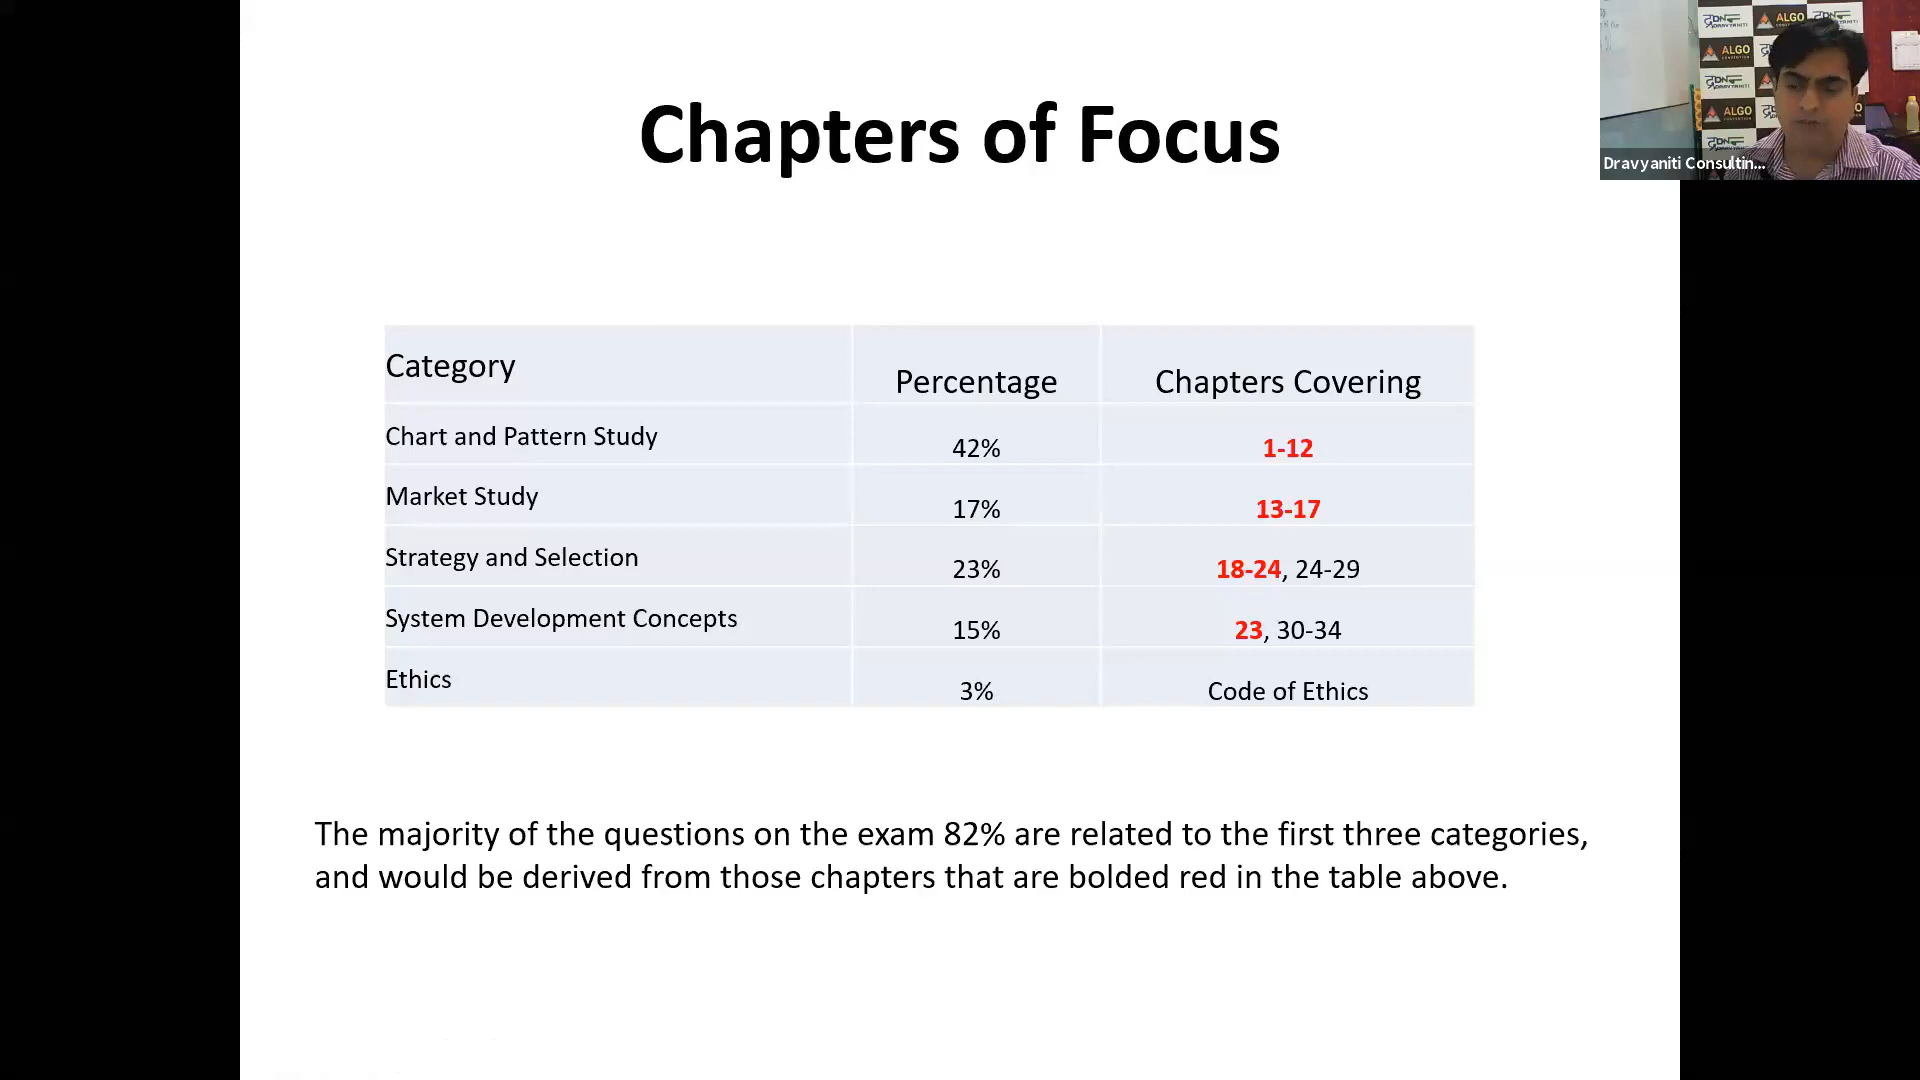 Chapters of Focus
Category Percentage Chapters Covering
Chart and Pattern Study 42% 1-12
Market Study 17% 13-17
Strategy and Selection 23% 18-24, 24-29
System Development Concepts 15% 23, 30-34
Ethics 3% Code of Ethics
The majority of the questions on the exam 82% are related to the first three categories,
and would be derived from those chapters that are bolded red in the table above.
ALGO
ALGO
ALGO
Dravyaniti Consultin...